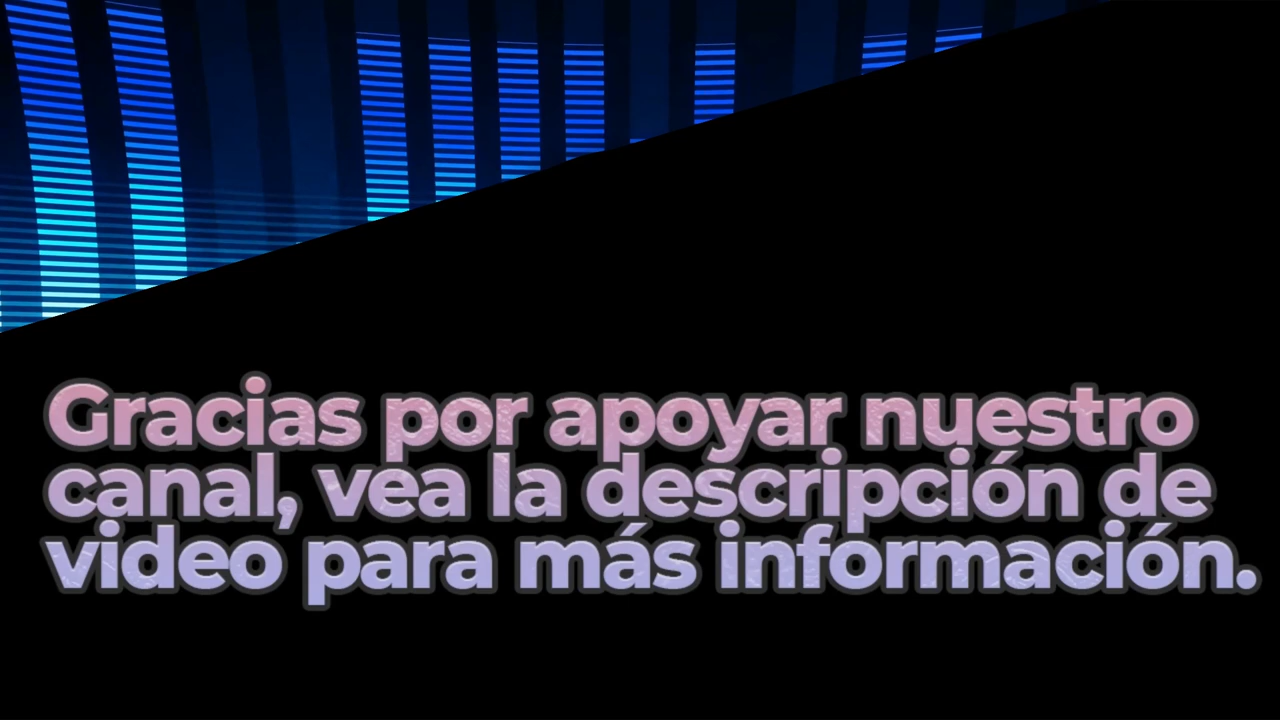 Gracias por apoyar nuestro
canal, vea la descripción de
video para más información.